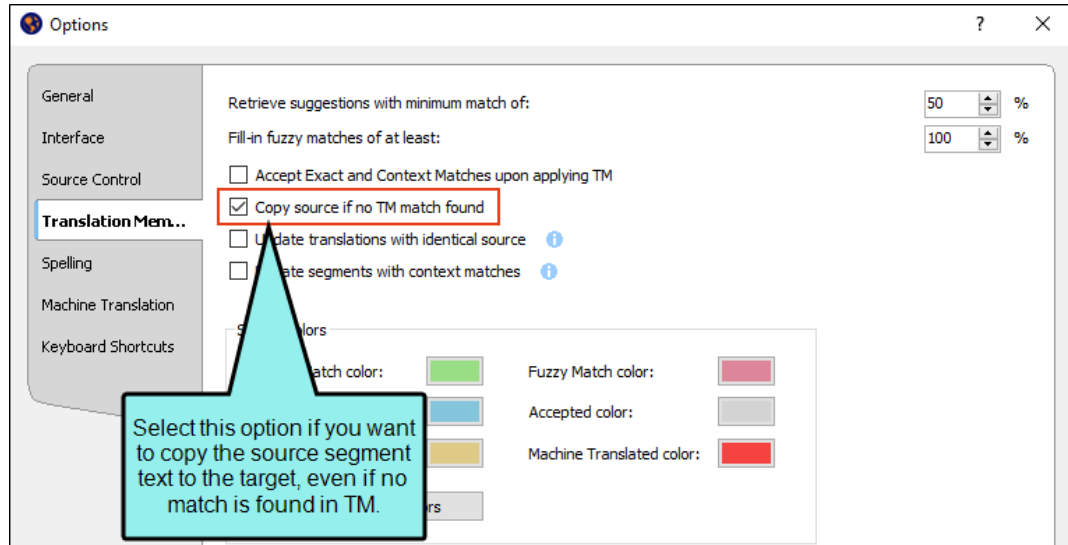 Options
?
General
Interface
Source Control
Translation Mem...
Spelling
Machine Translation
Keyboard Shortcuts
Retrieve suggestions with minimum match of:
50 %
Fill-in fuzzy matches of at least:
100 %
Accept Exact and Context Matches upon applying TM
Copy source if no TM match found
translations with identical source
segments with context matches
color:
Fuzzy Match color:
Accepted color:
Machine Translated color:
Select this option if you want
to copy the source segment
text to the target, even if no
match is found in TM.